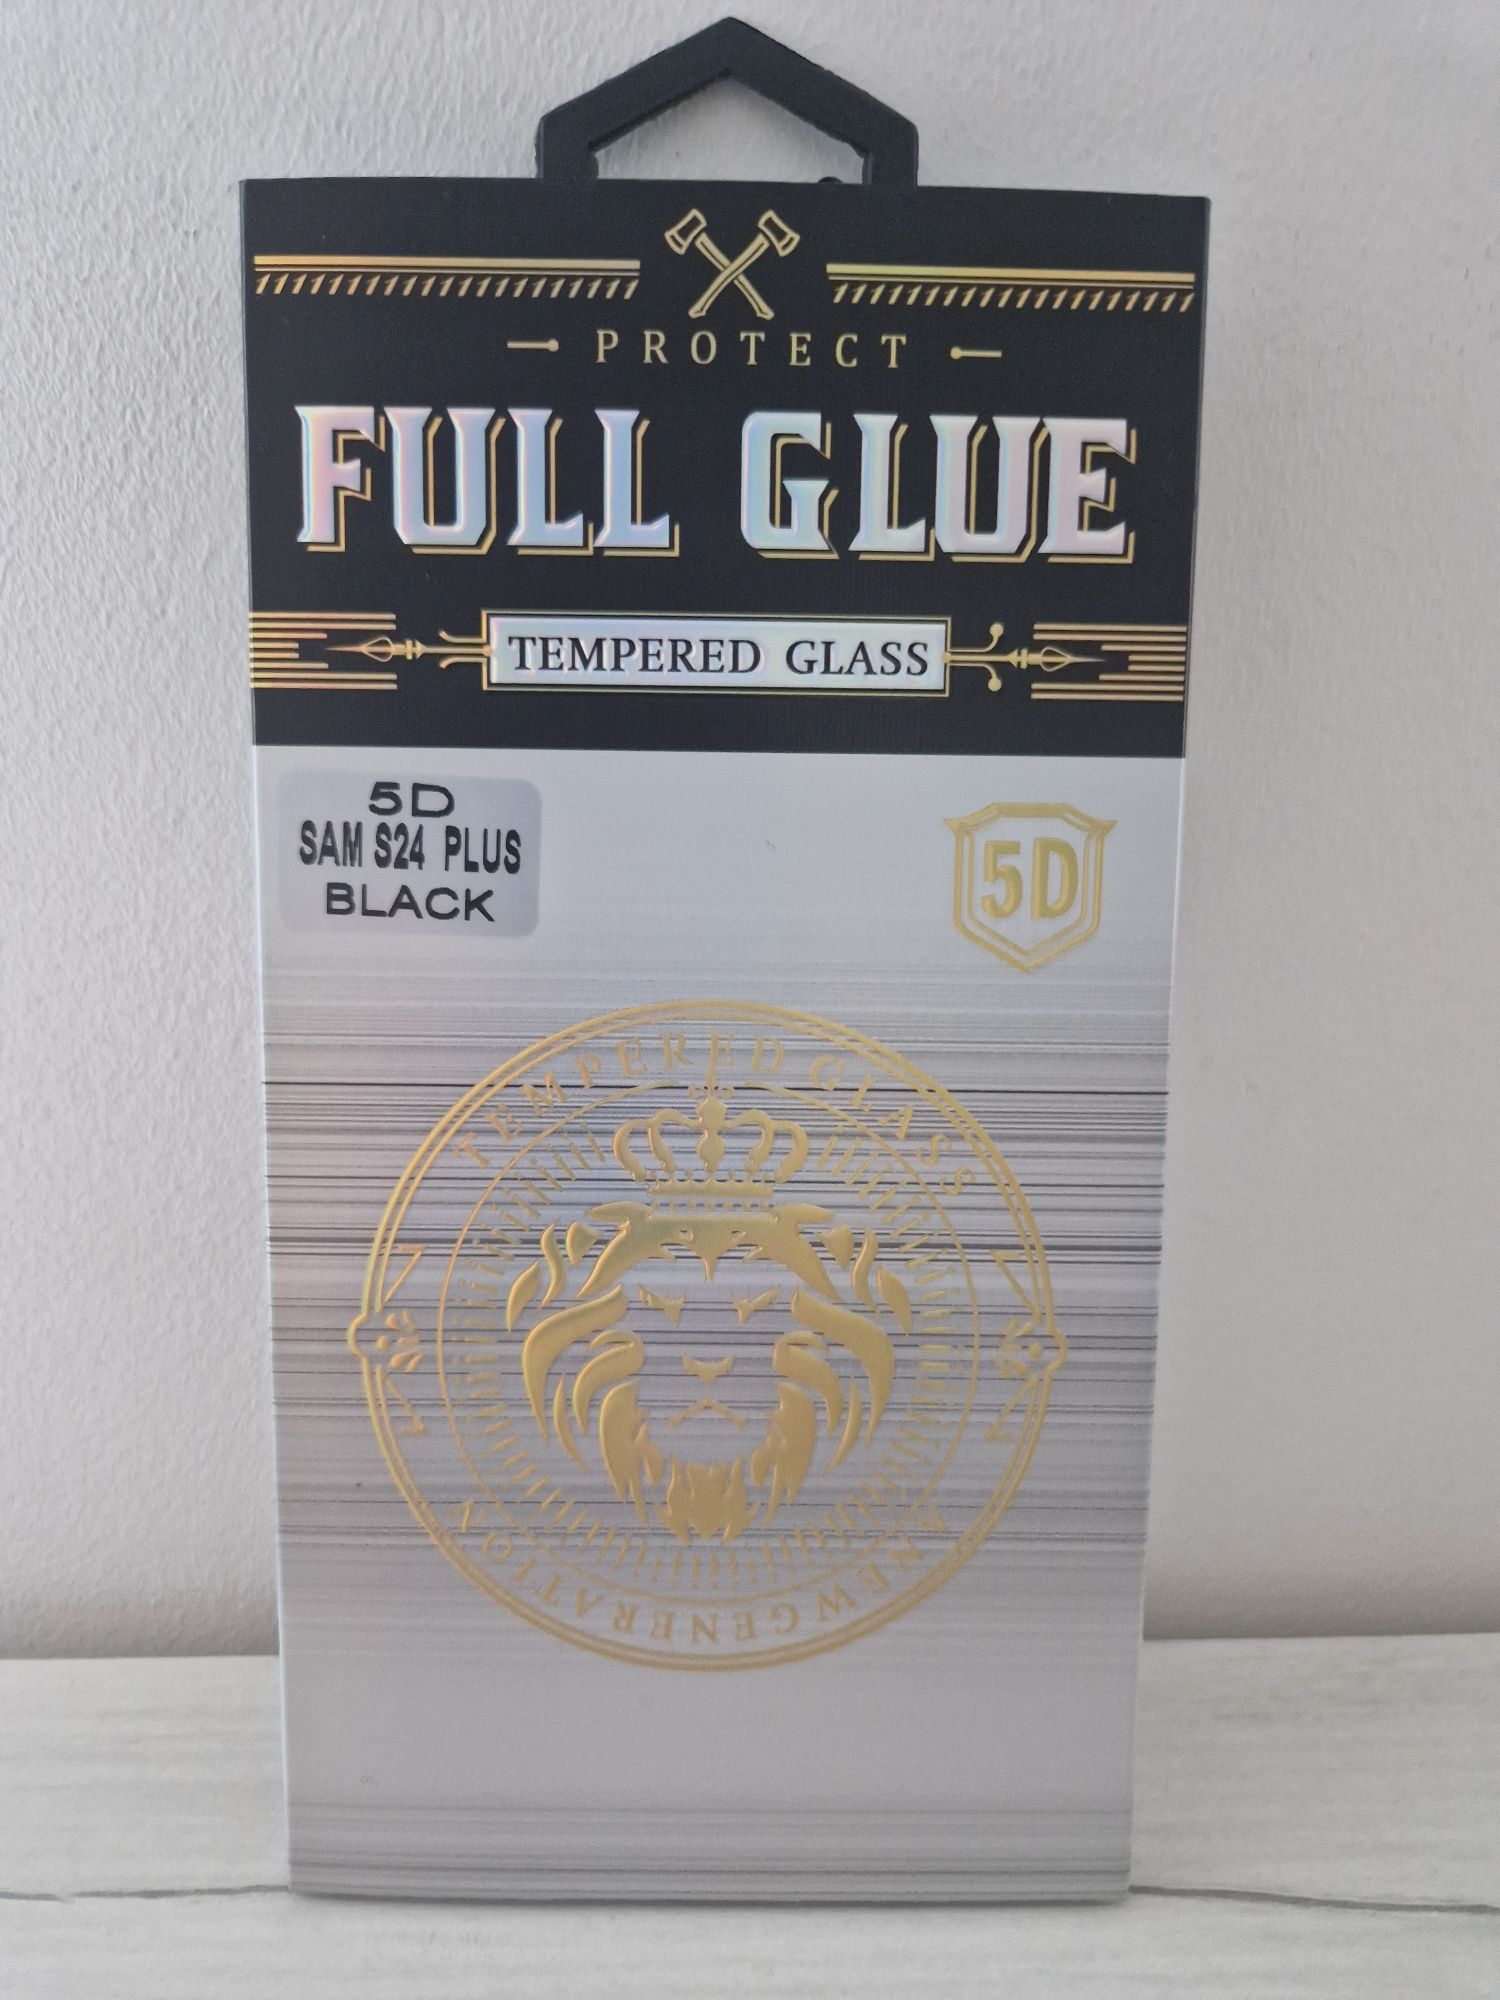 PROTECT
FULL GLUE
TEMPERED GLASS
5D
SAM S24 PLUS
BLACK
5D
TEMPERED GLASS
A NEW GENERATION